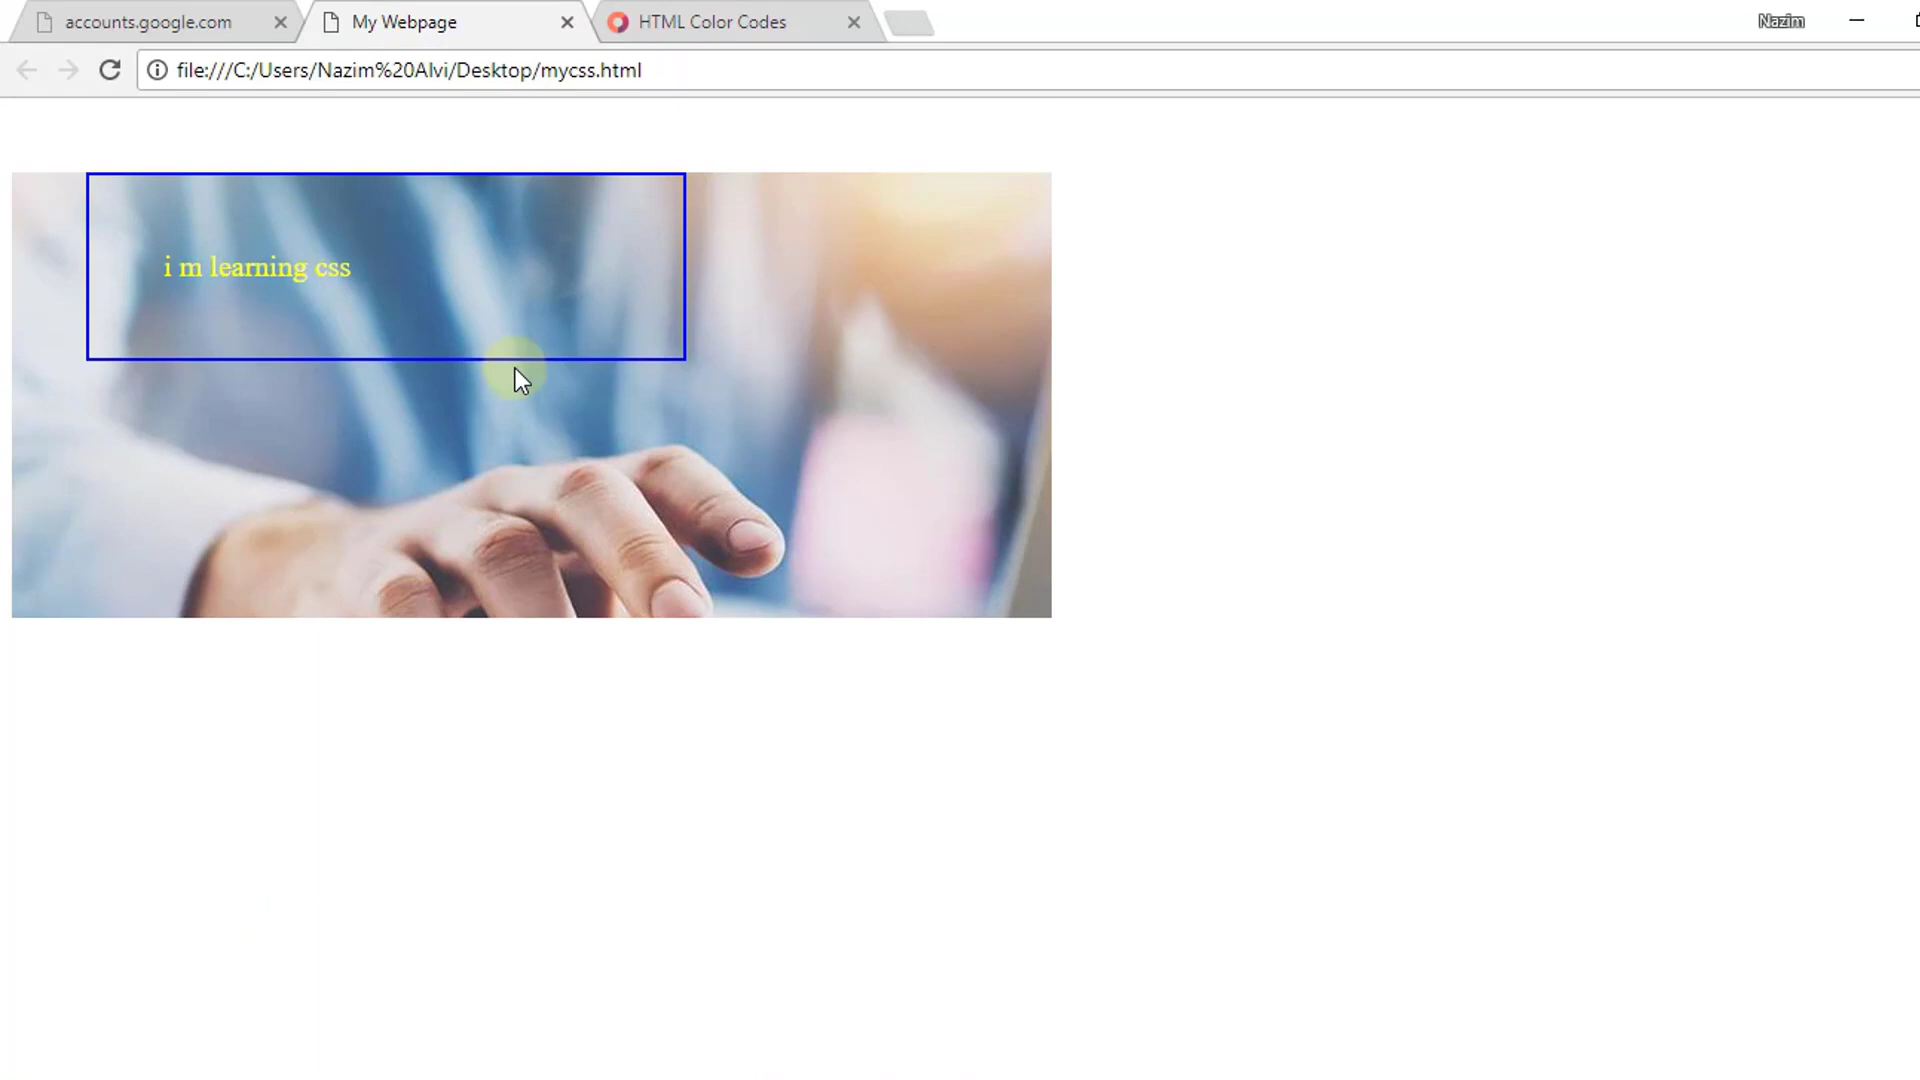 accounts.google.com
My Webpage
HTML Color Codes
Nazim
file:///C:/Users/Nazim%20Alvi/Desktop/mycss.html
i m learning css